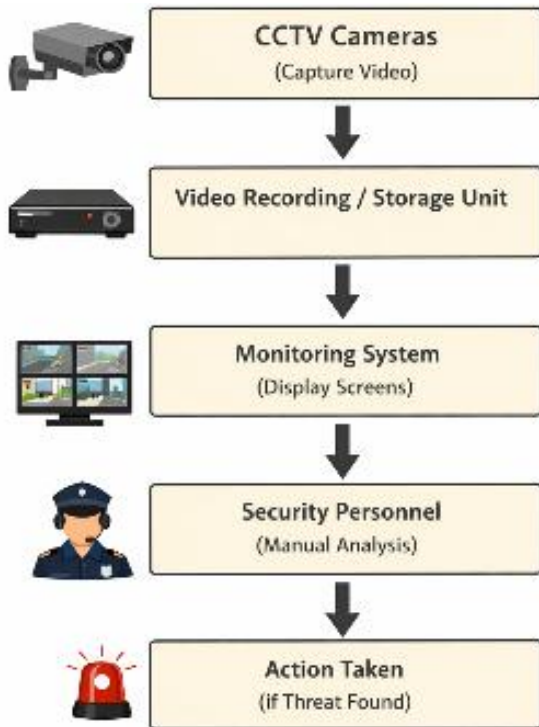 CCTV Cameras
(Capture Video)
Video Recording / Storage Unit
Monitoring System
(Display Screens)
Security Personnel
(Manual Analysis)
Action Taken
(if Threat Found)